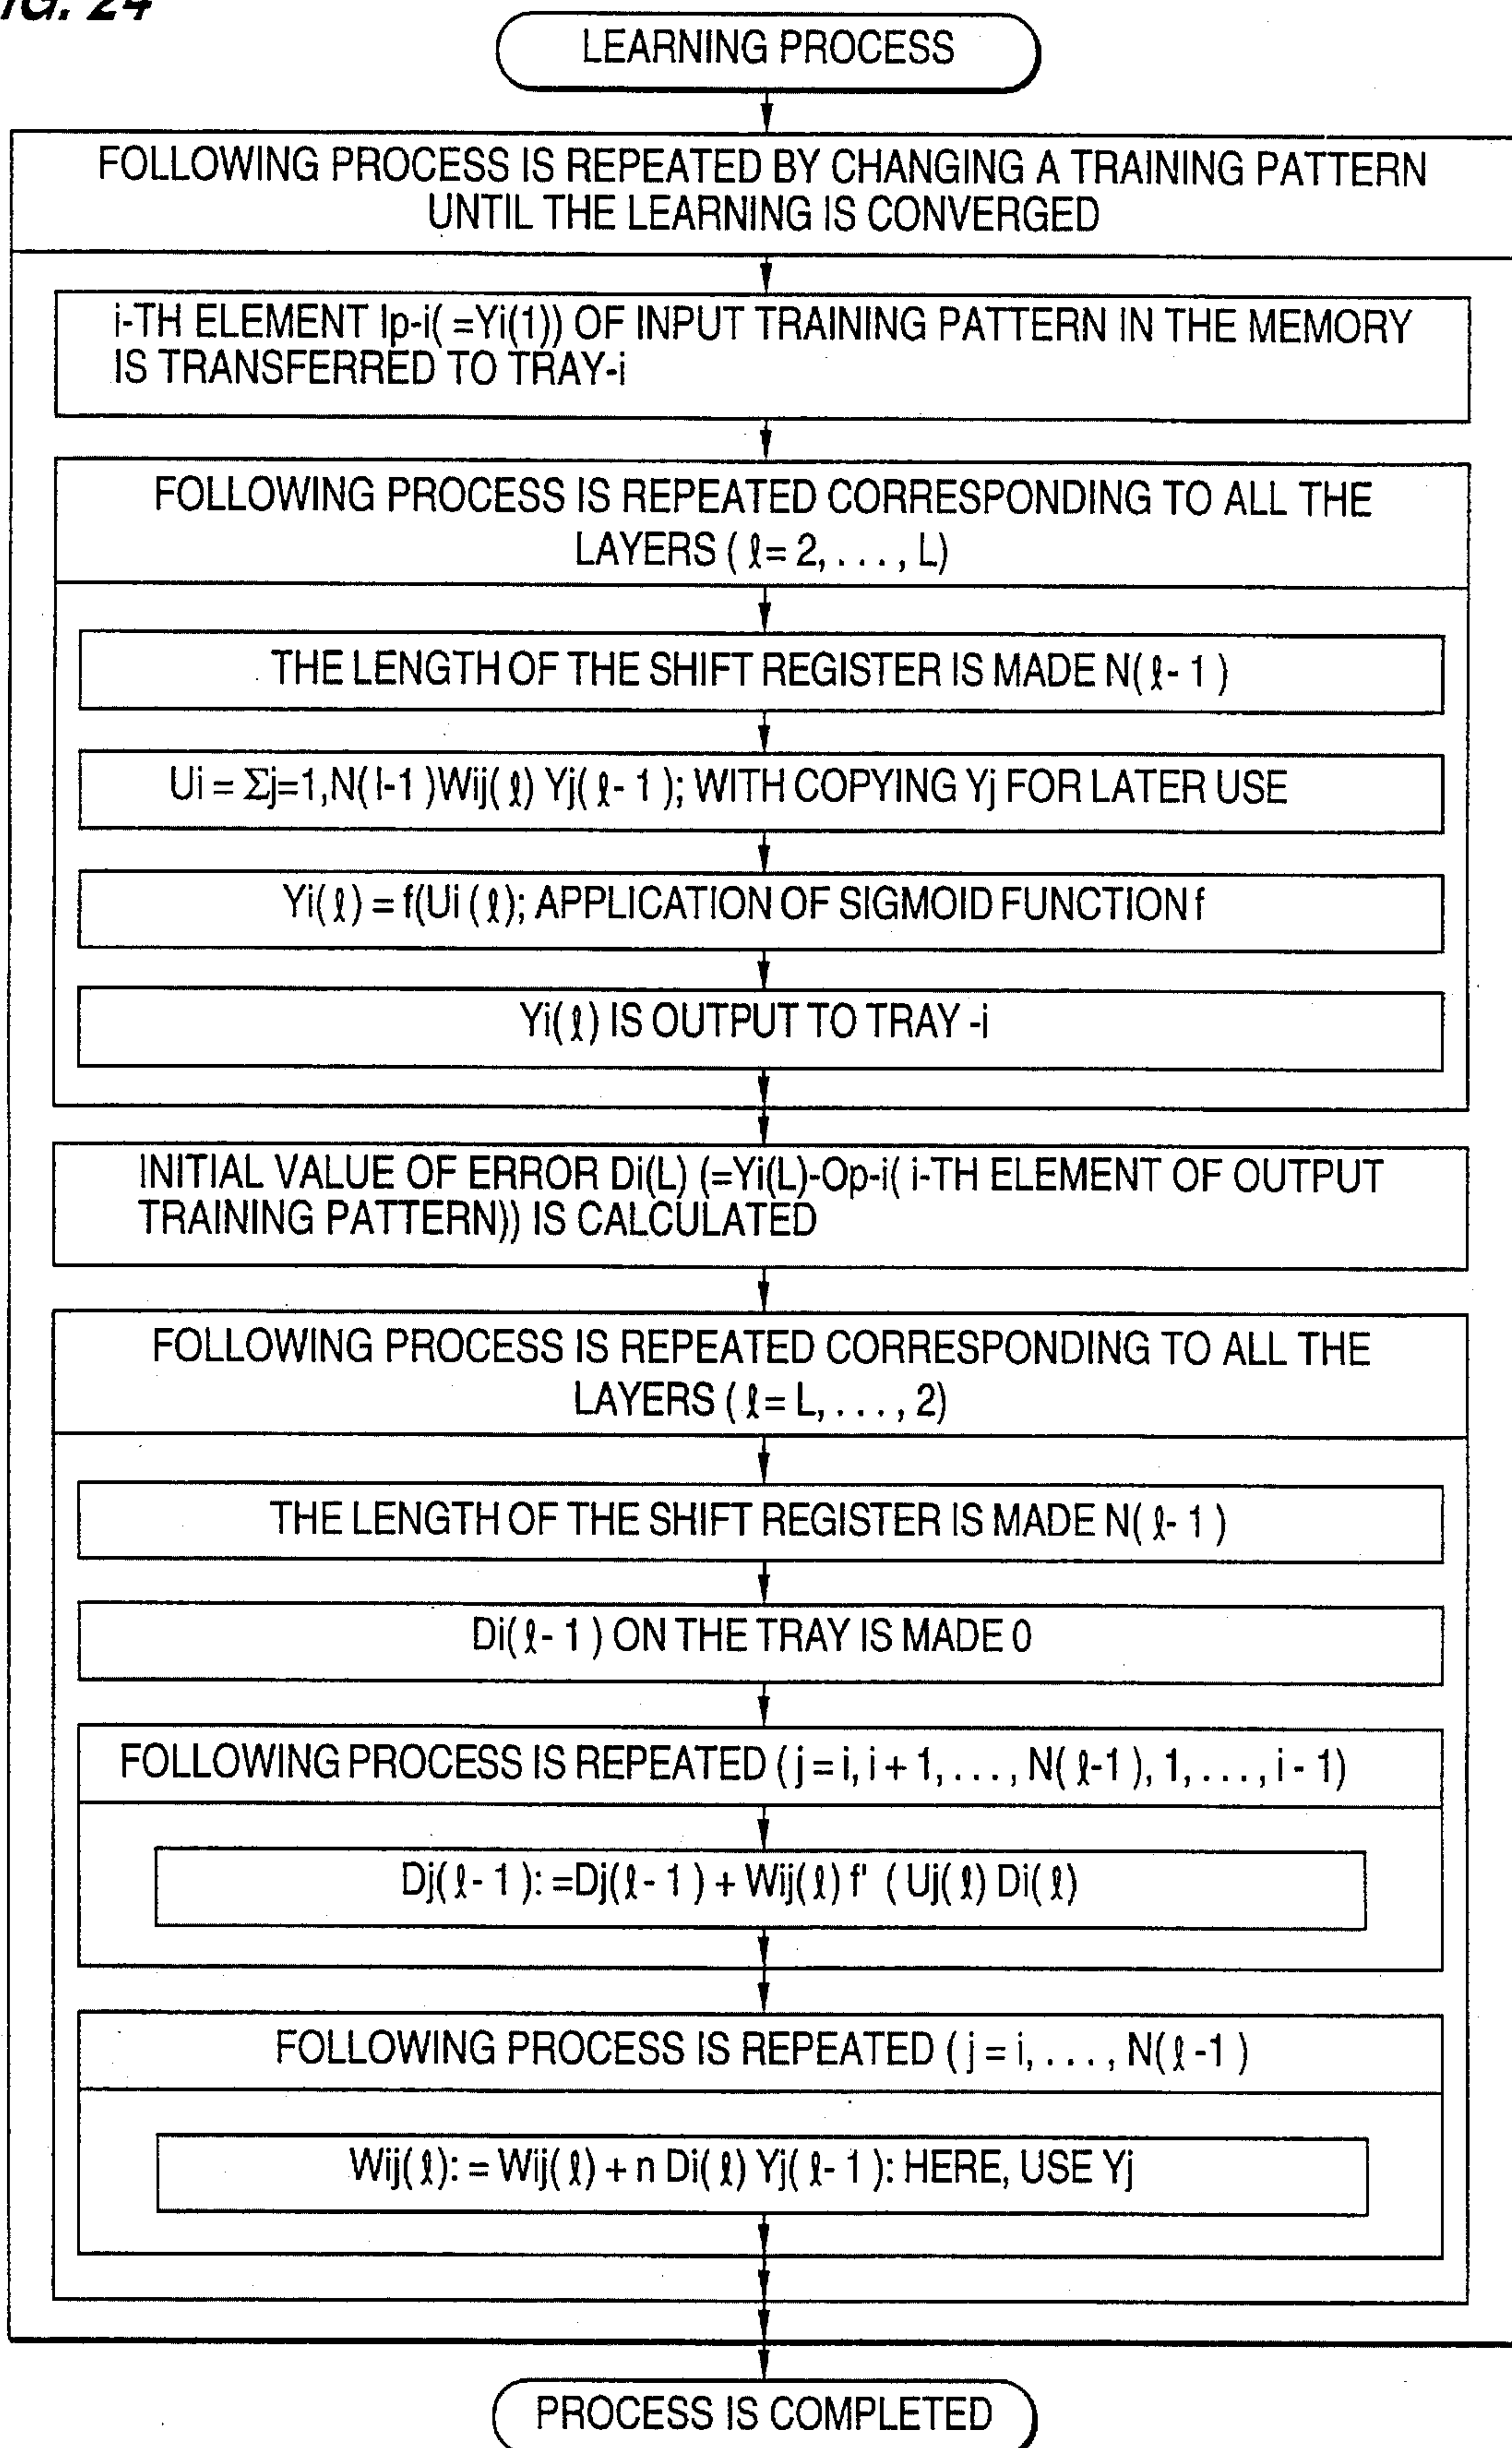 FIG. 24
LEARNING PROCESS
FOLLOWING PROCESS IS REPEATED BY CHANGING A TRAINING PATTERN
UNTIL THE LEARNING IS CONVERGED
i-TH ELEMENT Ip-i( =Yi(1)) OF INPUT TRAINING PATTERN IN THE MEMORY
IS TRANSFERRED TO TRAY-i
FOLLOWING PROCESS IS REPEATED CORRESPONDING TO ALL THE
LAYERS ( ℓ= 2, . . . , L)
THE LENGTH OF THE SHIFT REGISTER IS MADE N( ℓ- 1 )
Ui = Σj=1,N( l-1 )Wij( ℓ) Yj( ℓ- 1 ); WITH COPYING Yj FOR LATER USE
Yi( ℓ) = f(Ui ( ℓ); APPLICATION OF SIGMOID FUNCTION f
Yi( ℓ) IS OUTPUT TO TRAY -i
INITIAL VALUE OF ERROR Di(L) (=Yi(L)-Op-i( i-TH ELEMENT OF OUTPUT
TRAINING PATTERN)) IS CALCULATED
FOLLOWING PROCESS IS REPEATED CORRESPONDING TO ALL THE
LAYERS ( ℓ= L, . . . , 2)
THE LENGTH OF THE SHIFT REGISTER IS MADE N( ℓ- 1 )
Di( ℓ- 1 ) ON THE TRAY IS MADE 0
FOLLOWING PROCESS IS REPEATED ( j = i, i + 1, . . . , N( ℓ-1 ), 1, . . . , i - 1)
Dj( ℓ- 1 ): =Dj( ℓ- 1 ) + Wij( ℓ) f' ( Uj( ℓ) Di( ℓ)
FOLLOWING PROCESS IS REPEATED ( j = i, . . . , N( ℓ -1 )
Wij( ℓ): = Wij( ℓ) + n Di( ℓ) Yj( ℓ- 1 ): HERE, USE Yj
PROCESS IS COMPLETED